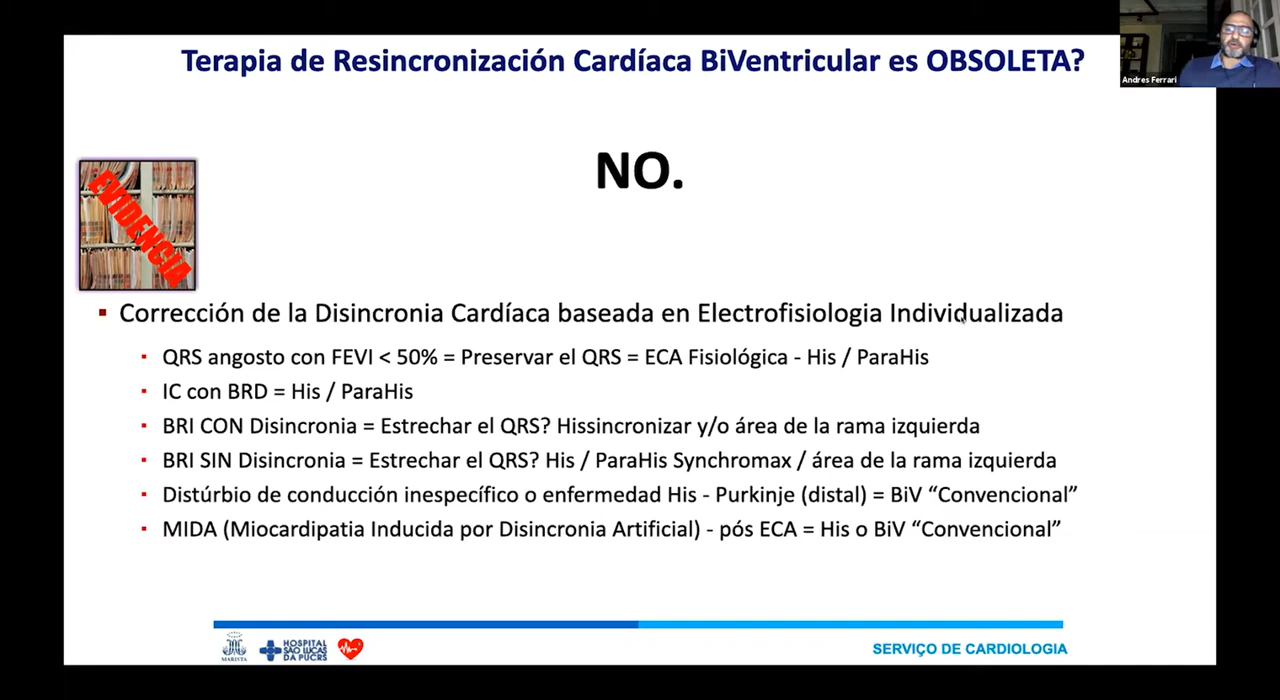 Terapia de Resincronización Cardíaca BiVentricular es OBSOLETA?
Andres Ferrari
NO.
EVIDENCIA
▪ Corrección de la Disincronia Cardíaca baseada en Electrofisiologia Individualizada
▪ QRS angosto con FEVI < 50% = Preservar el QRS = ECA Fisiológica - His / ParaHis
▪ IC con BRD = His / ParaHis
▪ BRI CON Disincronia = Estrechar el QRS? Hissincronizar y/o área de la rama izquierda
▪ BRI SIN Disincronia = Estrechar el QRS? His / ParaHis Synchromax / área de la rama izquierda
▪ Distúrbio de conducción inespecífico o enfermedad His - Purkinje (distal) = BiV “Convencional”
▪ MIDA (Miocardipatia Inducida por Disincronia Artificial) - pós ECA = His o BiV “Convencional”
MARISTA
HOSPITAL
SÃO LUCAS
DA PUCRS
SERVIÇO DE CARDIOLOGIA